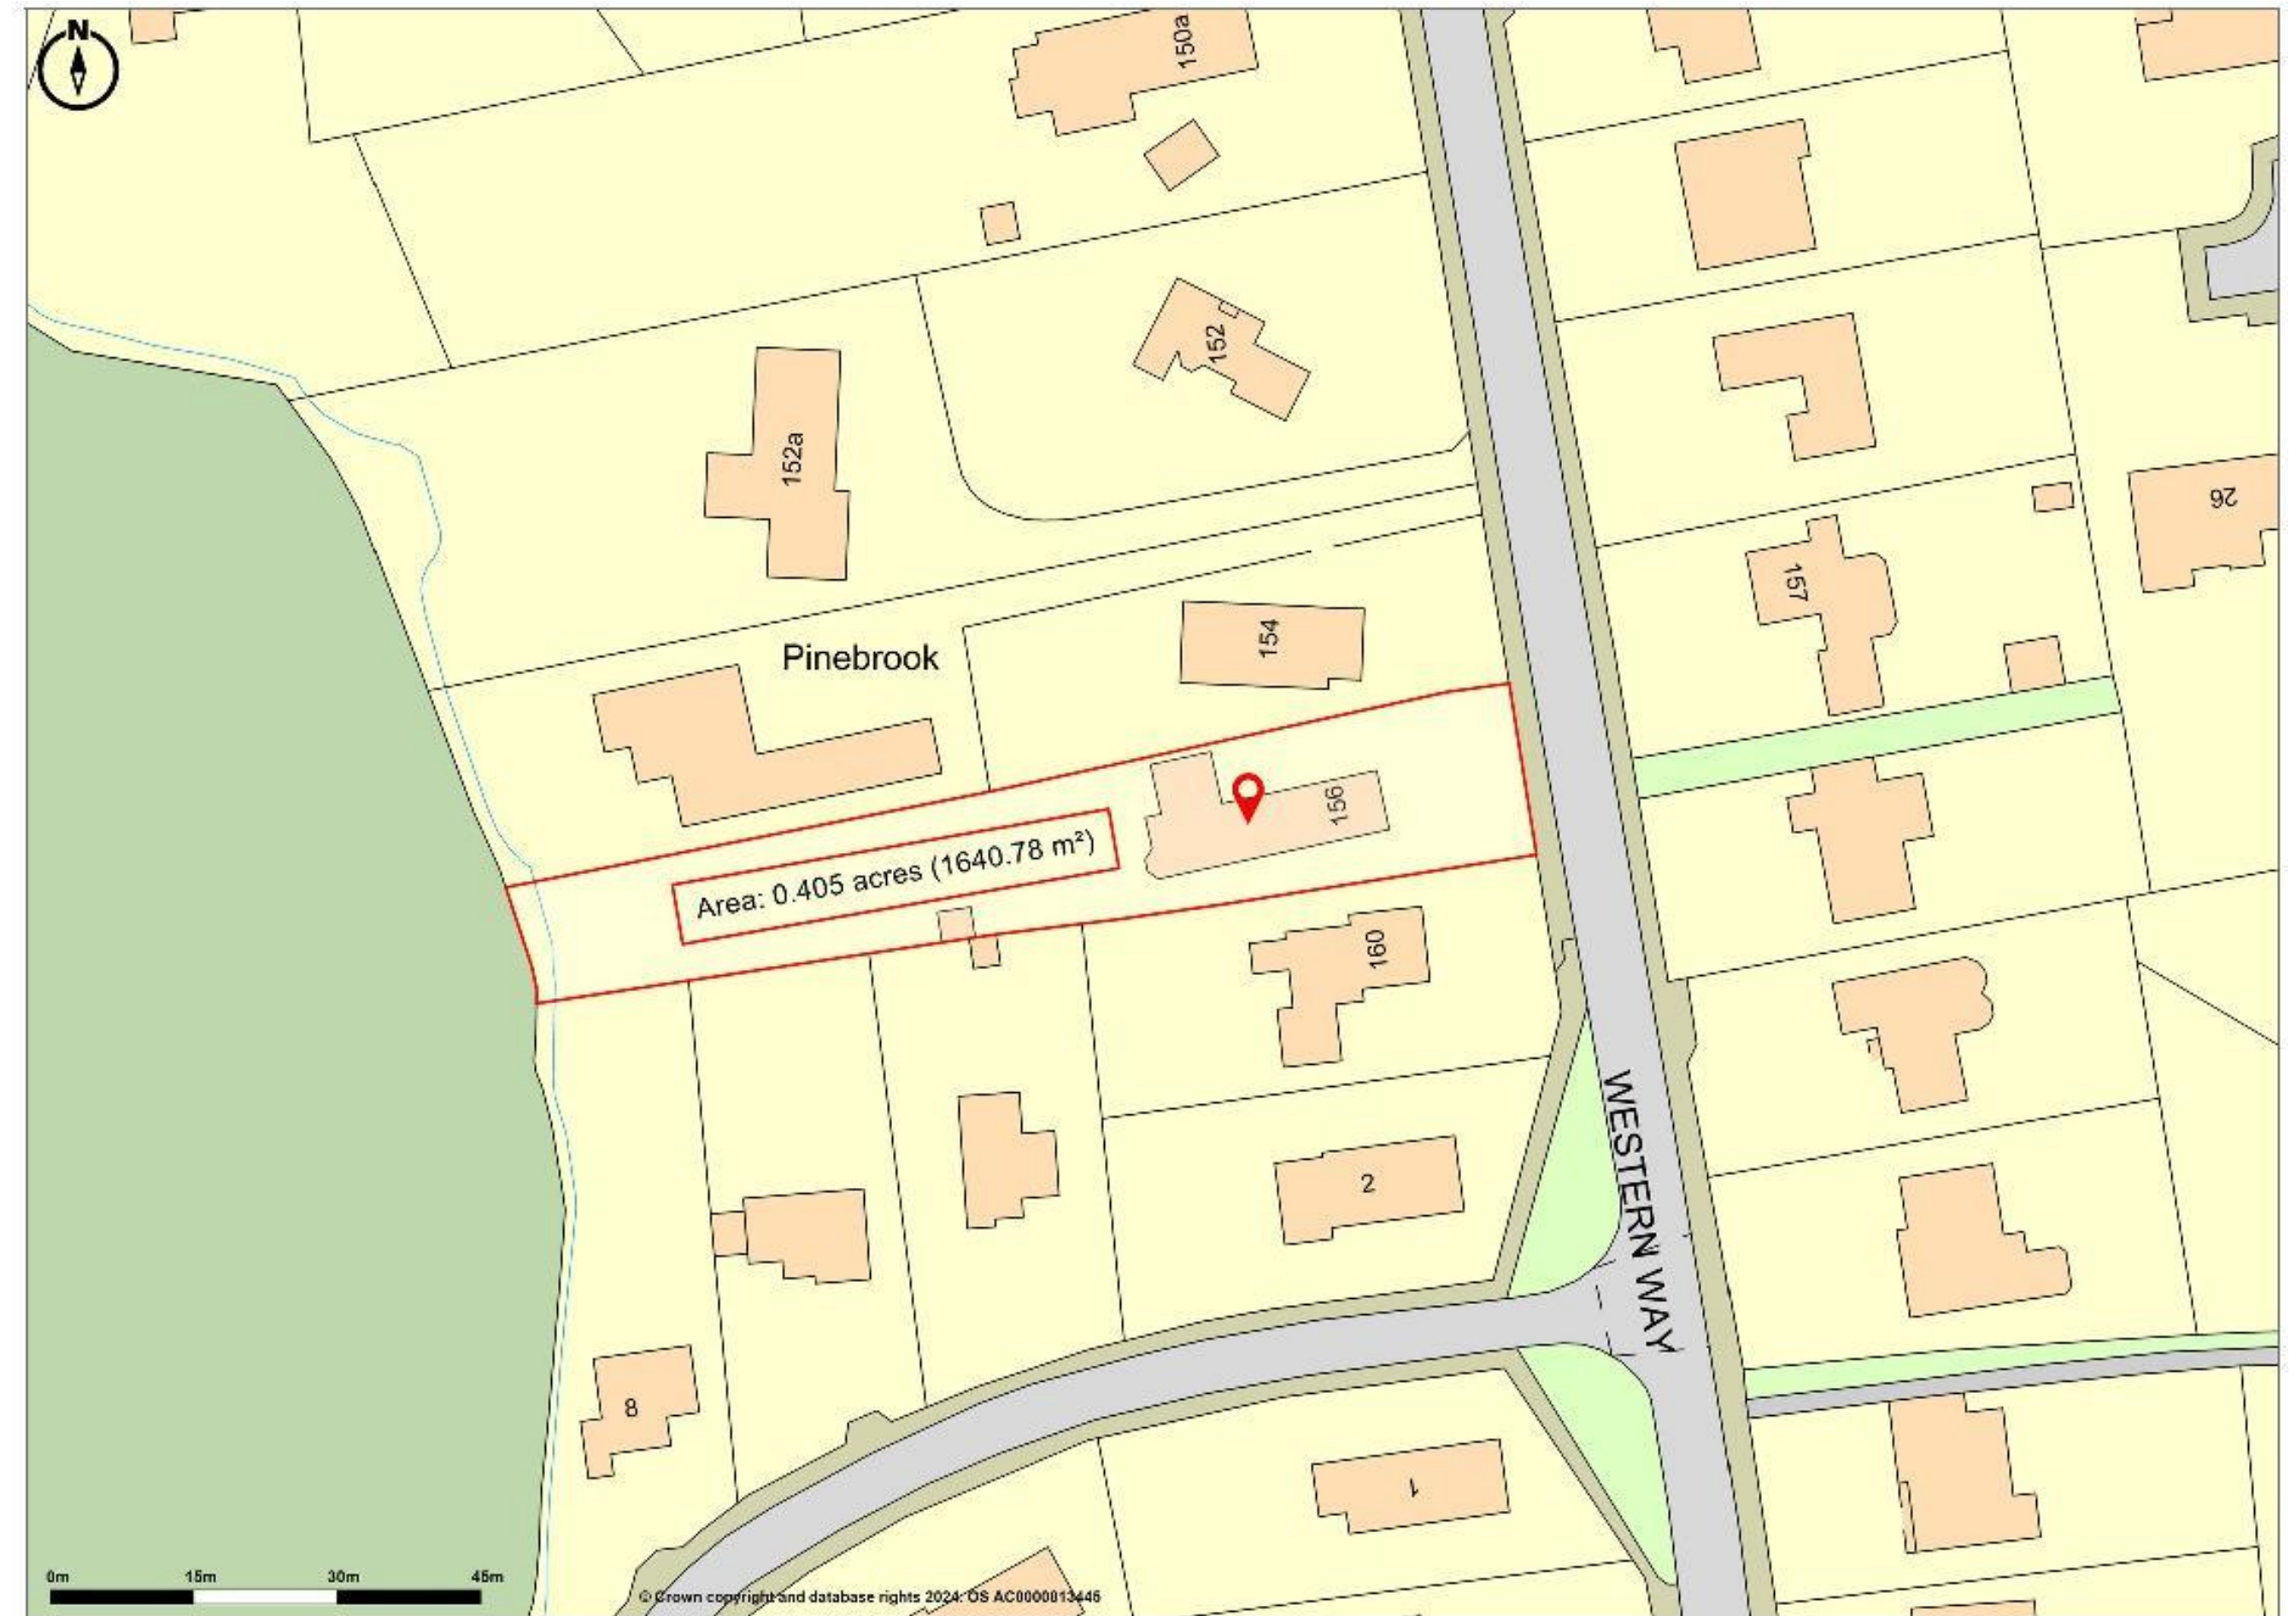 N
150a
152
152a
26
157
Pinebrook
154
156
Area: 0.405 acres (1640.78 m²)
160
WESTERN WAY
2
8
1
0m 15m 30m 45m
© Crown copyright and database rights 2024. OS AC0000813445